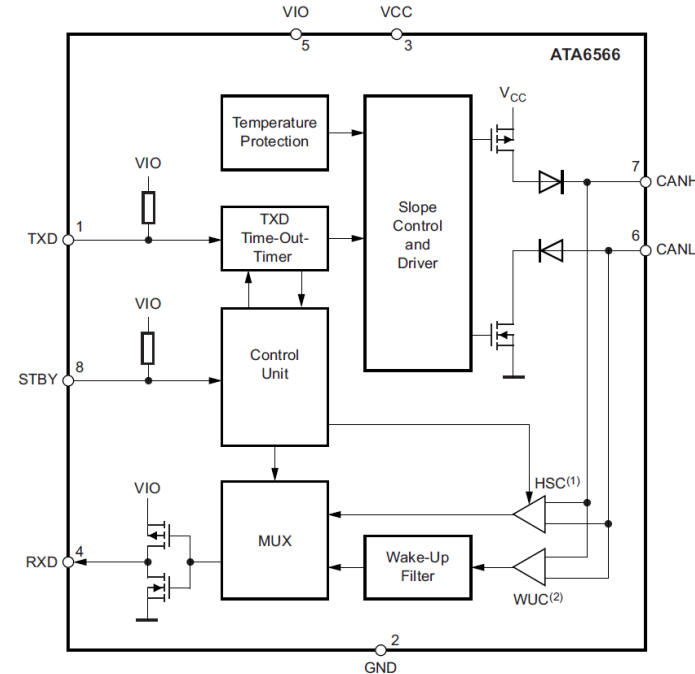 VIO
VCC
5
3
ATA6566
Temperature
Protection
VCC
7
CANH
VIO
TXD
1
TXD
Time-Out-
Timer
Slope
Control
and
Driver
6
CANL
VIO
STBY
8
Control
Unit
HSC(1)
VIO
MUX
RXD
4
Wake-Up
Filter
WUC(2)
2
GND